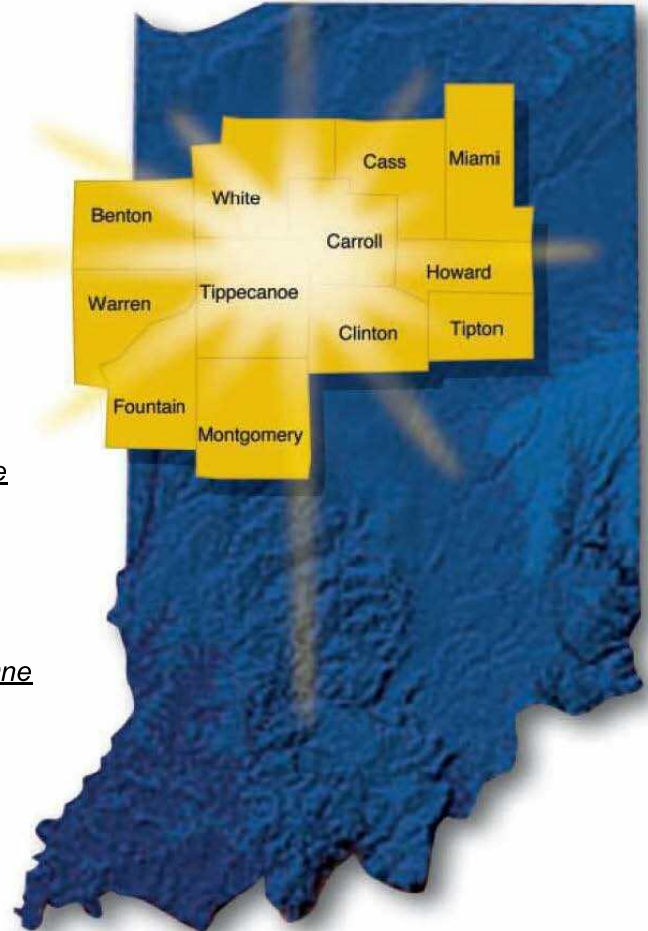 Cass
Miami
White
Benton
Carroll
Howard
Tippecanoe
Warren
Clinton
Tipton
Fountain
Montgomery